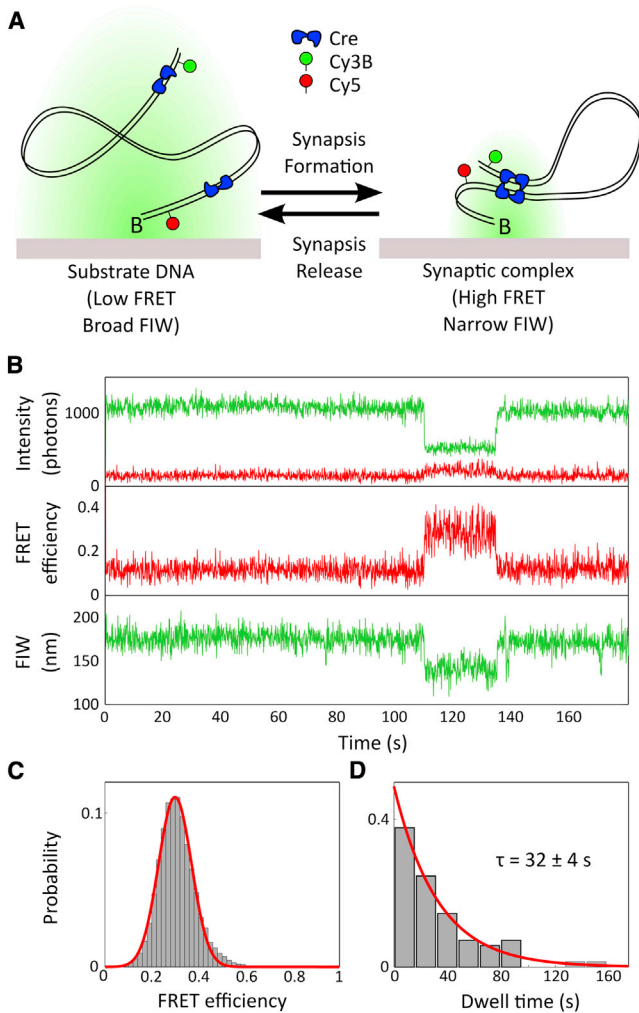 A
Cre
Cy3B
Cy5
Synapsis
Formation
Synapsis
Release
B
B
Substrate DNA
(Low FRET
Broad FIW)
Synaptic complex
(High FRET
Narrow FIW)
B
Intensity
(photons)
1000
0
FRET
efficiency
0.4
0.2
0
FIW
(nm)
200
150
100
0 20 40 60 80 100 120 140 160
Time (s)
C
Probability
0.1
0
0 0.2 0.4 0.6 0.8 1
FRET efficiency
D
0.4
0
τ = 32 ± 4 s
0 40 80 120 160
Dwell time (s)